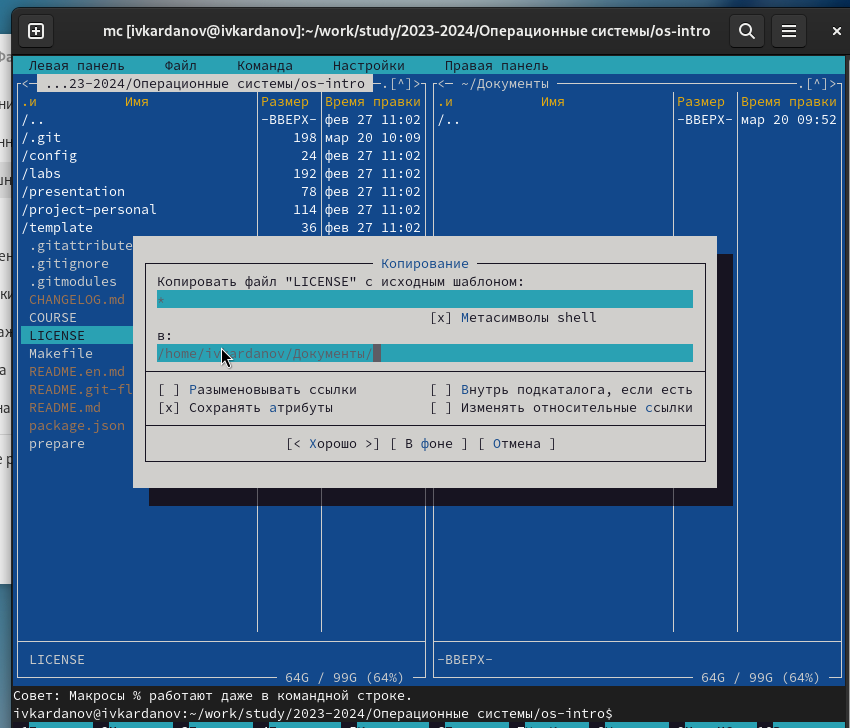 mc [ivkardanov@ivkardanov]:~/work/study/2023-2024/Операционные системы/os-intro
Левая панель Файл Команда Настройки Правая панель
<— ...23-2024/Операционные системы/os-intro —.[^]>
<— ~/Документы —.[^]>
.и Имя Размер Время правки
.и Имя Размер Время правки
/.. -ВВЕРХ- фев 27 11:02
/.. -ВВЕРХ- мар 20 09:52
/.git 198 мар 20 10:09
/config 24 фев 27 11:02
/labs 192 фев 27 11:02
/presentation 78 фев 27 11:02
/project-personal 114 фев 27 11:02
/template 36 фев 27 11:02
.gitattribute
.gitignore
.gitmodules
CHANGELOG.md
COURSE
LICENSE
Makefile
README.en.md
README.git-fl
README.md
package.json
prepare
Копирование
Копировать файл "LICENSE" с исходным шаблоном:
*
[x] Метасимволы shell
в:
/home/ivkardanov/Документы/
[ ] Разыменовывать ссылки [ ] Внутрь подкаталога, если есть
[x] Сохранять атрибуты [ ] Изменять относительные ссылки
[< Хорошо >] [ В фоне ] [ Отмена ]
LICENSE
-ВВЕРХ-
64G / 99G (64%)
64G / 99G (64%)
Совет: Макросы % работают даже в командной строке.
ivkardanov@ivkardanov:~/work/study/2023-2024/Операционные системы/os-intro$